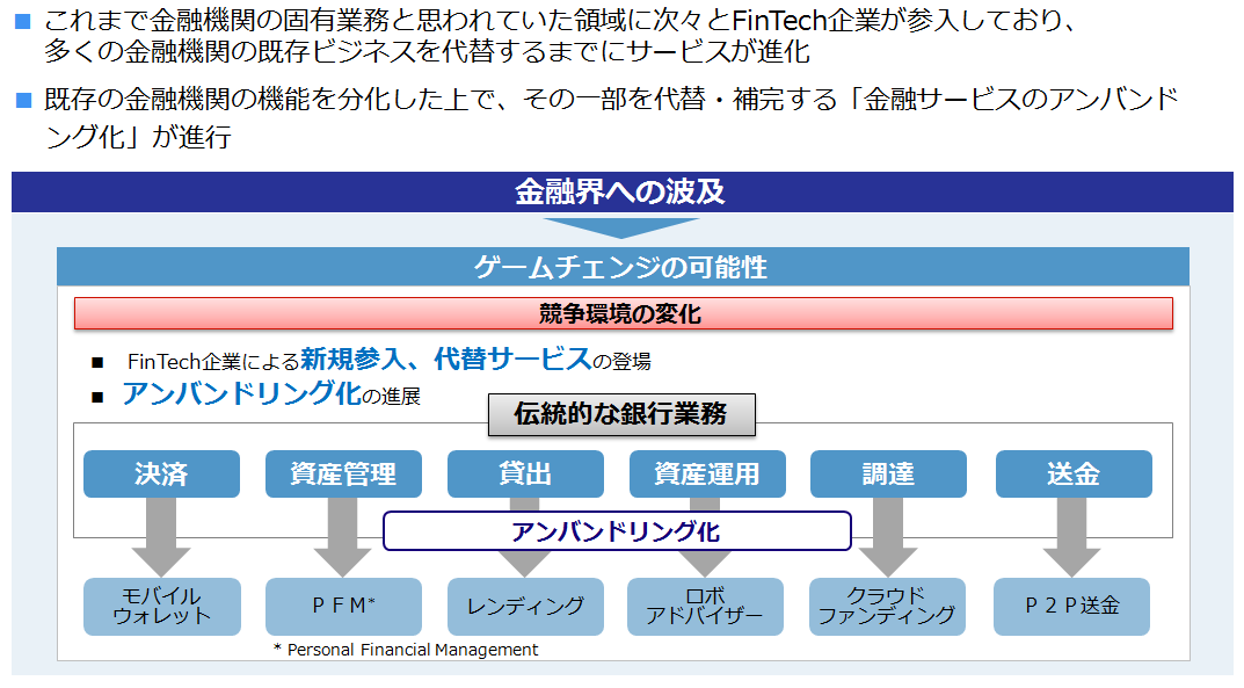 ■ これまで金融機関の固有業務と思われていた領域に次々とFinTech企業が参入しており、
多くの金融機関の既存ビジネスを代替するまでにサービスが進化
■ 既存の金融機関の機能を分化した上で、その一部を代替・補完する「金融サービスのアンバンド
ング化」が進行
金融界への波及
ゲームチェンジの可能性
競争環境の変化
■ FinTech企業による新規参入、代替サービスの登場
■ アンバンドリング化の進展
伝統的な銀行業務
決済 資産管理 貸出 資産運用 調達 送金
アンバンドリング化
モバイル
ウォレット
ＰＦＭ*
レンディング
ロボ
アドバイザー
クラウド
ファンディング
Ｐ２Ｐ送金
* Personal Financial Management